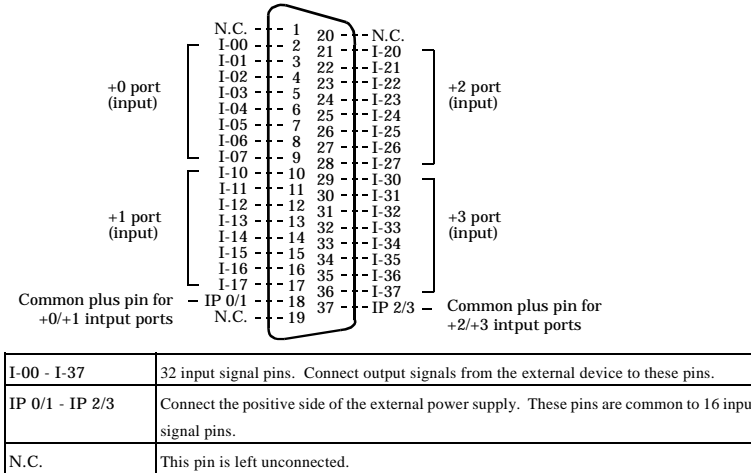 N.C. 1 20 N.C.
I-00 2 21 I-20
I-01 3 22 I-21
I-02 4 23 I-22
I-03 5 24 I-23
I-04 6 25 I-24
I-05 7 26 I-25
I-06 8 27 I-26
I-07 9 28 I-27
I-10 10 29 I-30
I-11 11 30 I-31
I-12 12 31 I-32
I-13 13 32 I-33
I-14 14 33 I-34
I-15 15 34 I-35
I-16 16 35 I-36
I-17 17 36 I-37
IP 0/1 18 37 IP 2/3
N.C. 19
+0 port
(input)
+1 port
(input)
+2 port
(input)
+3 port
(input)
Common plus pin for
+0/+1 intput ports
Common plus pin for
+2/+3 intput ports
I-00 - I-37 32 input signal pins. Connect output signals from the external device to these pins.
IP 0/1 - IP 2/3 Connect the positive side of the external power supply. These pins are common to 16 inpu
signal pins.
N.C. This pin is left unconnected.